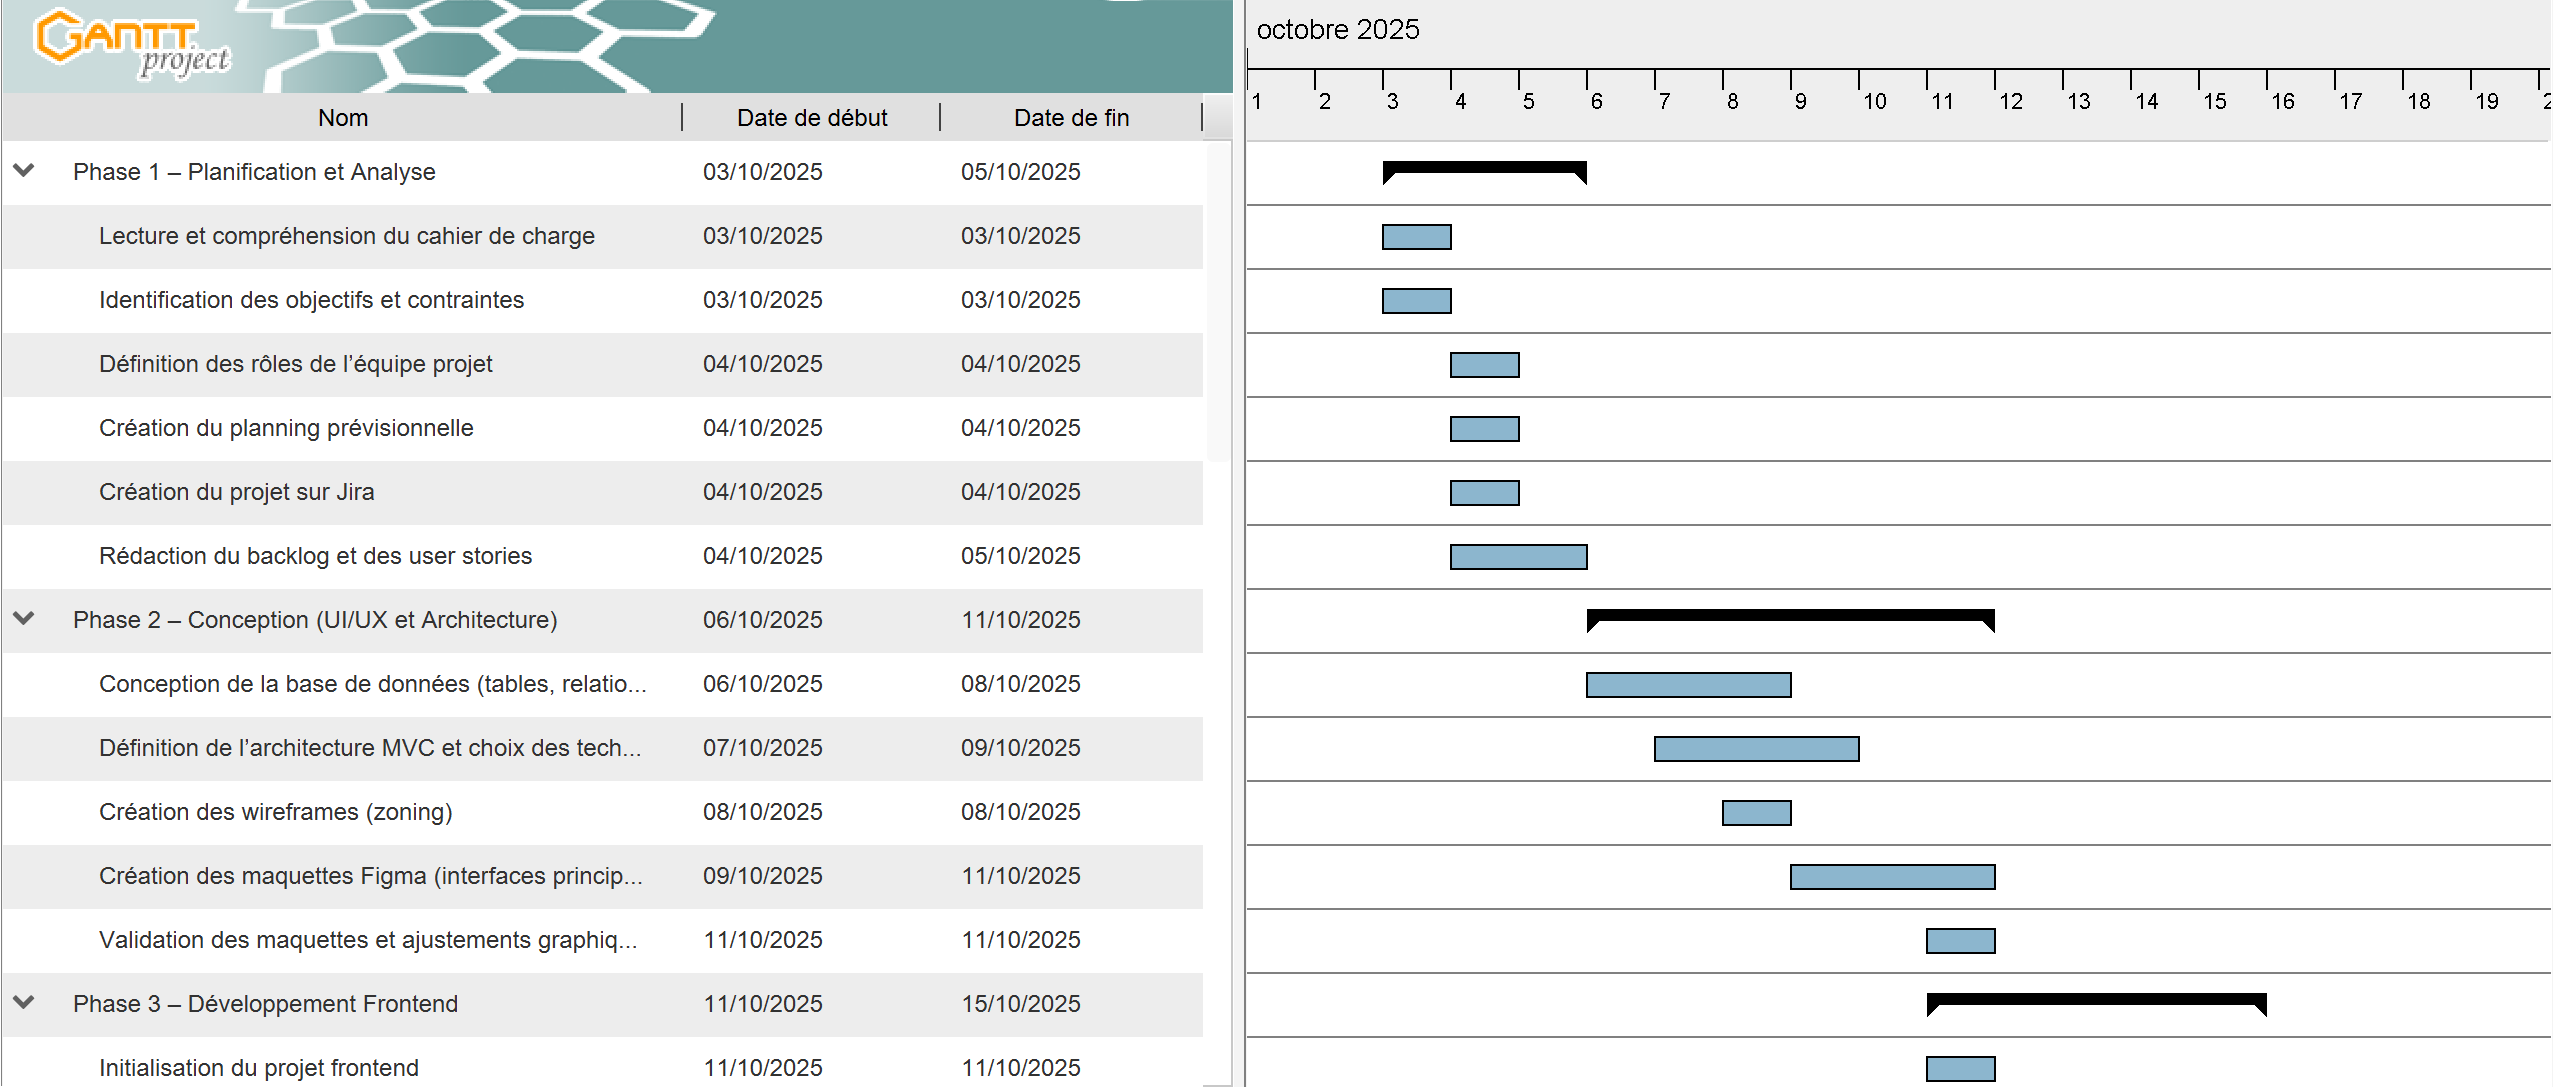 GANTT
project
octobre 2025
1 2 3 4 5 6 7 8 9 10 11 12 13 14 15 16 17 18 19 2
Nom Date de début Date de fin
Phase 1 – Planification et Analyse 03/10/2025 05/10/2025
Lecture et compréhension du cahier de charge 03/10/2025 03/10/2025
Identification des objectifs et contraintes 03/10/2025 03/10/2025
Définition des rôles de l’équipe projet 04/10/2025 04/10/2025
Création du planning prévisionnelle 04/10/2025 04/10/2025
Création du projet sur Jira 04/10/2025 04/10/2025
Rédaction du backlog et des user stories 04/10/2025 05/10/2025
Phase 2 – Conception (UI/UX et Architecture) 06/10/2025 11/10/2025
Conception de la base de données (tables, relatio... 06/10/2025 08/10/2025
Définition de l’architecture MVC et choix des tech... 07/10/2025 09/10/2025
Création des wireframes (zoning) 08/10/2025 08/10/2025
Création des maquettes Figma (interfaces princip... 09/10/2025 11/10/2025
Validation des maquettes et ajustements graphiq... 11/10/2025 11/10/2025
Phase 3 – Développement Frontend 11/10/2025 15/10/2025
Initialisation du projet frontend 11/10/2025 11/10/2025